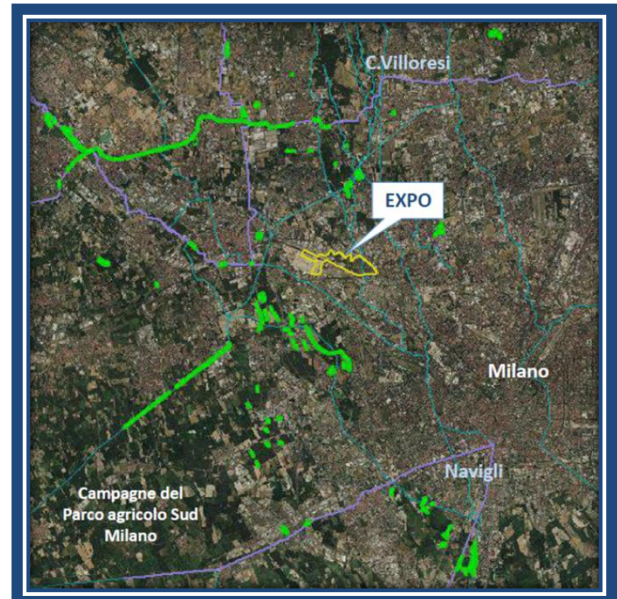 C.Villoresi
EXPO
Milano
Navigli
Campagne del
Parco agricolo Sud
Milano